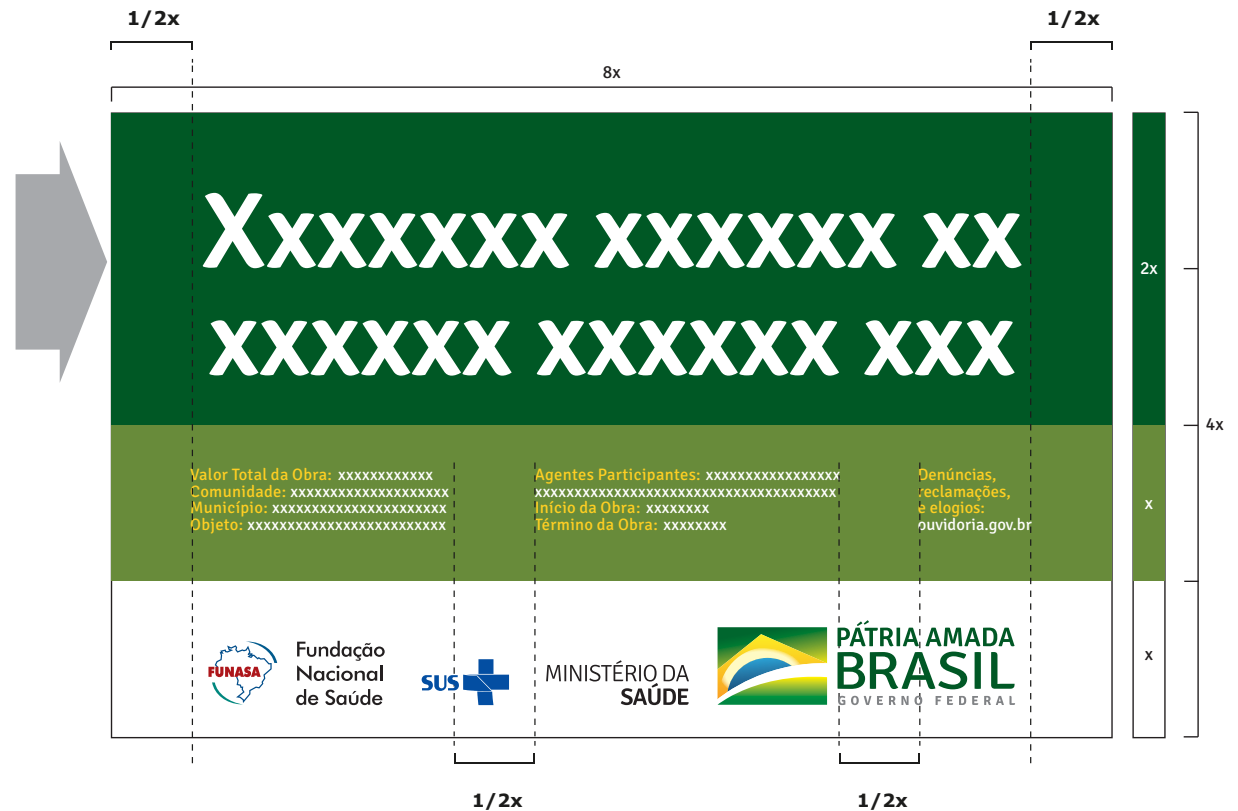 1/2x 1/2x
8x
Xxxxxxxx xxxxxx xx
xxxxxx xxxxxx xxx
2x
4x
Valor Total da Obra: xxxxxxxxxxxx
Comunidade: xxxxxxxxxxxxxxxxxxxx
Município: xxxxxxxxxxxxxxxxxxxxxx
Objeto: xxxxxxxxxxxxxxxxxxxxxxxxx
Agentes Participantes: xxxxxxxxxxxxxxxxx
xxxxxxxxxxxxxxxxxxxxxxxxxxxxxxxxxxxxxx
Início da Obra: xxxxxxxx
Término da Obra: xxxxxxxx
Denúncias,
reclamações,
e elogios:
ouvidoria.gov.br
x
FUNASA
Fundação
Nacional
de Saúde
SUS
MINISTÉRIO DA
SAÚDE
PÁTRIA AMADA
BRASIL
GOVERNO FEDERAL
x
1/2x 1/2x